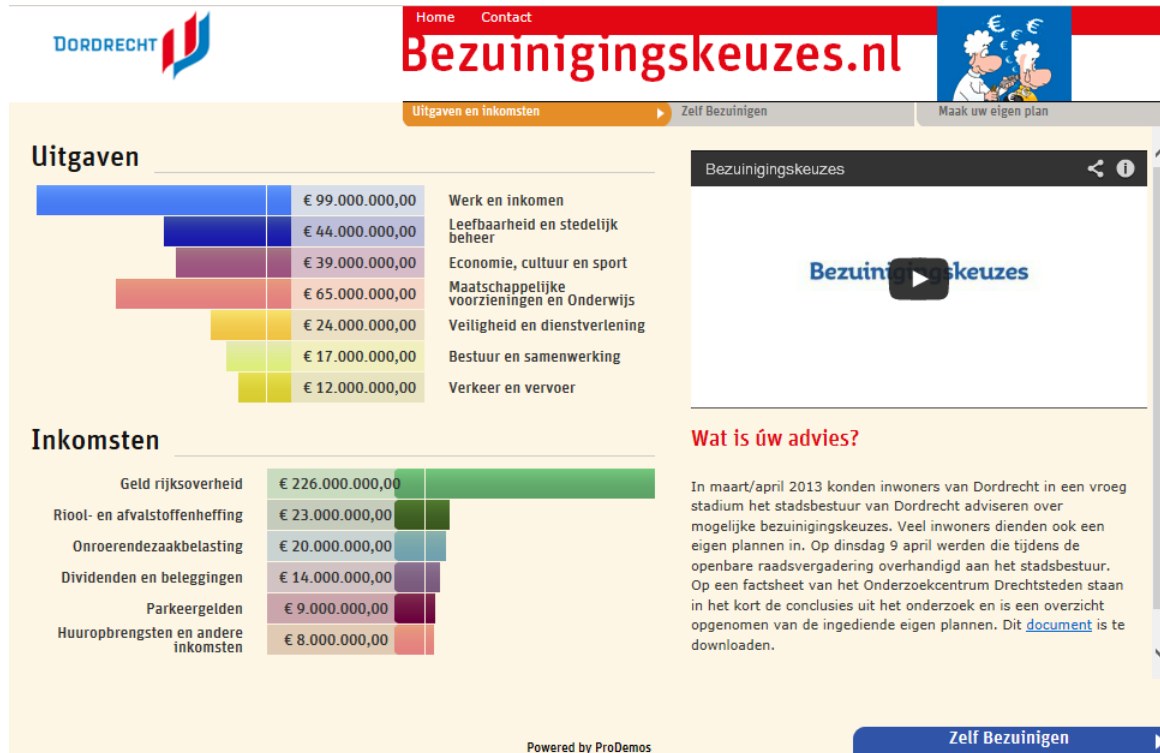 DORDRECHT
Home Contact
Bezuinigingskeuzes.nl
€ € € €
Uitgaven en inkomsten
Zelf Bezuinigen
Maak uw eigen plan
Uitgaven
€ 99.000.000,00 Werk en inkomen
€ 44.000.000,00 Leefbaarheid en stedelijk
beheer
€ 39.000.000,00 Economie, cultuur en sport
€ 65.000.000,00 Maatschappelijke
voorzieningen en Onderwijs
€ 24.000.000,00 Veiligheid en dienstverlening
€ 17.000.000,00 Bestuur en samenwerking
€ 12.000.000,00 Verkeer en vervoer
Inkomsten
Geld rijksoverheid € 226.000.000,00
Riool- en afvalstoffenheffing € 23.000.000,00
Onroerendezaakbelasting € 20.000.000,00
Dividenden en beleggingen € 14.000.000,00
Parkeergelden € 9.000.000,00
Huuropbrengsten en andere
inkomsten € 8.000.000,00
Bezuinigingskeuzes
Bezuinigingskeuzes
Wat is úw advies?
In maart/april 2013 konden inwoners van Dordrecht in een vroeg
stadium het stadsbestuur van Dordrecht adviseren over
mogelijke bezuinigingskeuzes. Veel inwoners dienden ook een
eigen plannen in. Op dinsdag 9 april werden die tijdens de
openbare raadsvergadering overhandigd aan het stadsbestuur.
Op een factsheet van het Onderzoekcentrum Drechtsteden staan
in het kort de conclusies uit het onderzoek en is een overzicht
opgenomen van de ingediende eigen plannen. Dit document is te
downloaden.
Powered by ProDemos
Zelf Bezuinigen